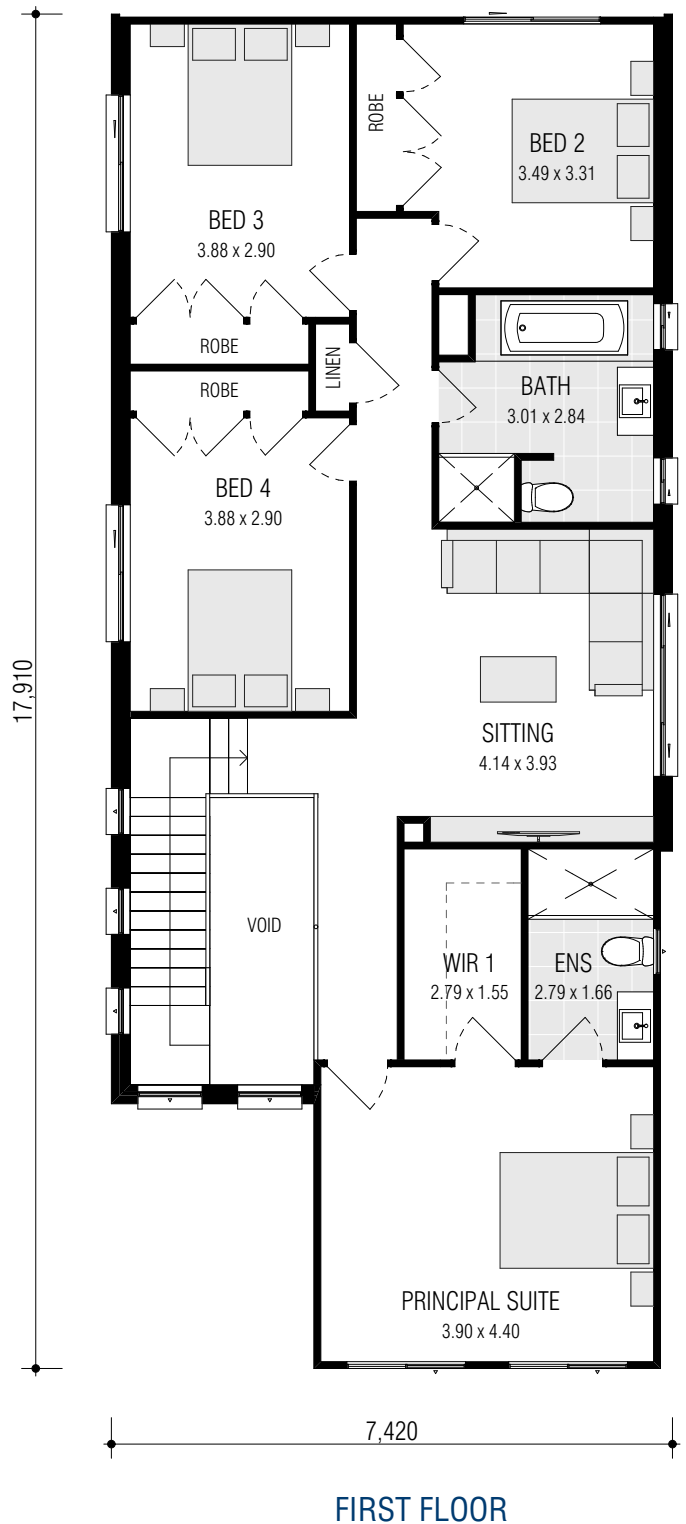 ROBE
BED 2
3.49 x 3.31
BED 3
3.88 x 2.90
ROBE
LINEN
ROBE
BATH
3.01 x 2.84
BED 4
3.88 x 2.90
17,910
SITTING
4.14 x 3.93
VOID
WIR 1
2.79 x 1.55
ENS
2.79 x 1.66
PRINCIPAL SUITE
3.90 x 4.40
7,420
FIRST FLOOR